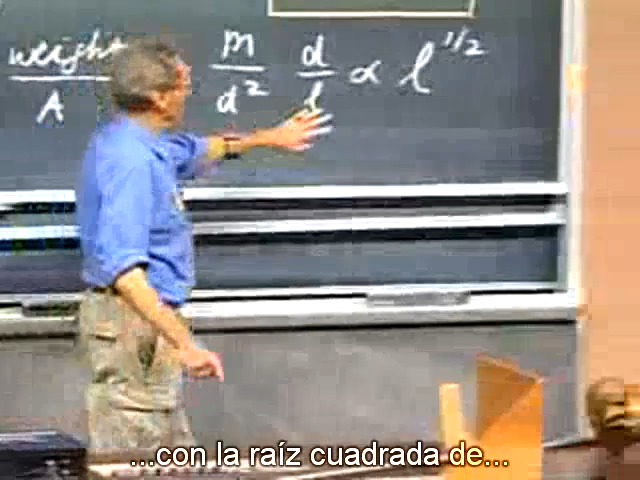 weight/A m/d² d/l ∝ l^1/2
...con la raíz cuadrada de...